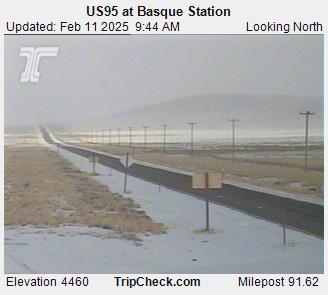 US95 at Basque Station
Updated: Feb 11 2025 9:44 AM Looking North
Elevation 4460 TripCheck.com Milepost 91.62